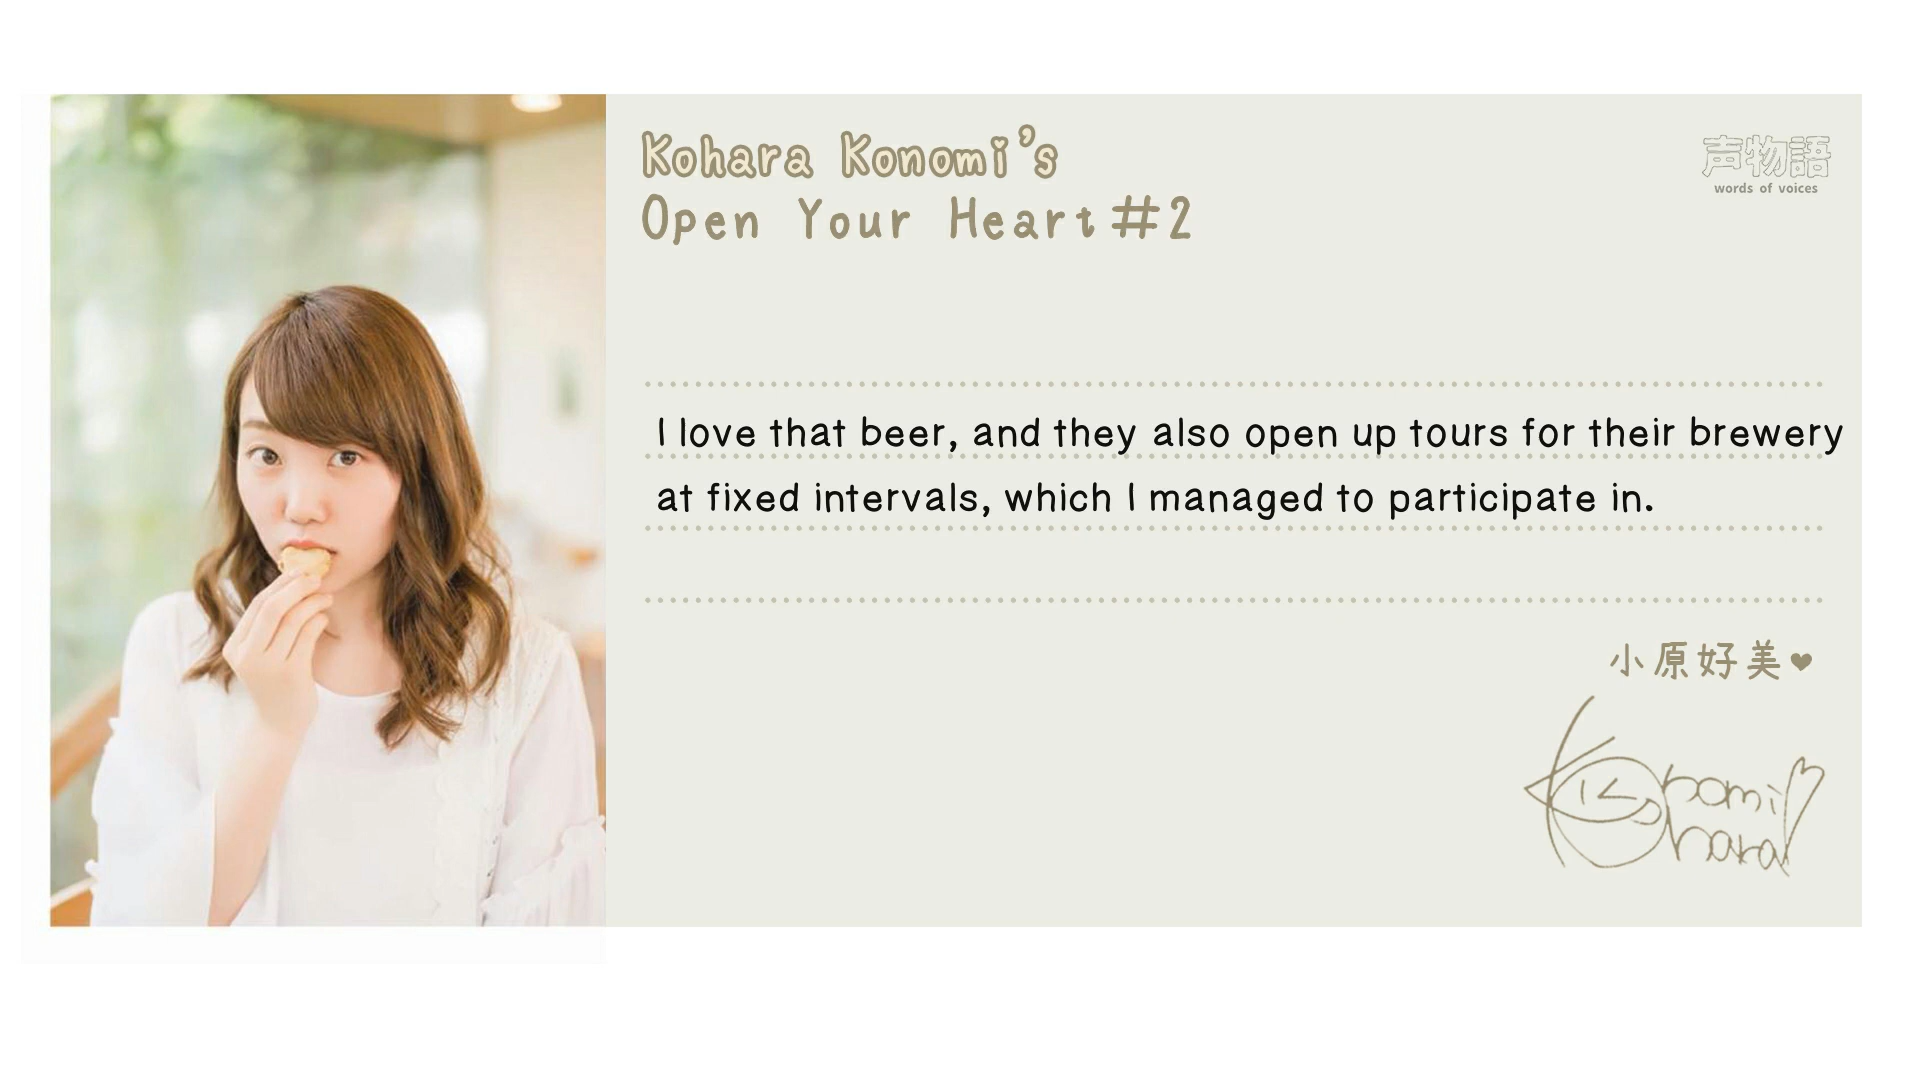 Kohara Konomi's
Open Your Heart #2
声物語
words of voices
I love that beer, and they also open up tours for their brewery
at fixed intervals, which I managed to participate in.
小原好美♥
Konomi
Kohara